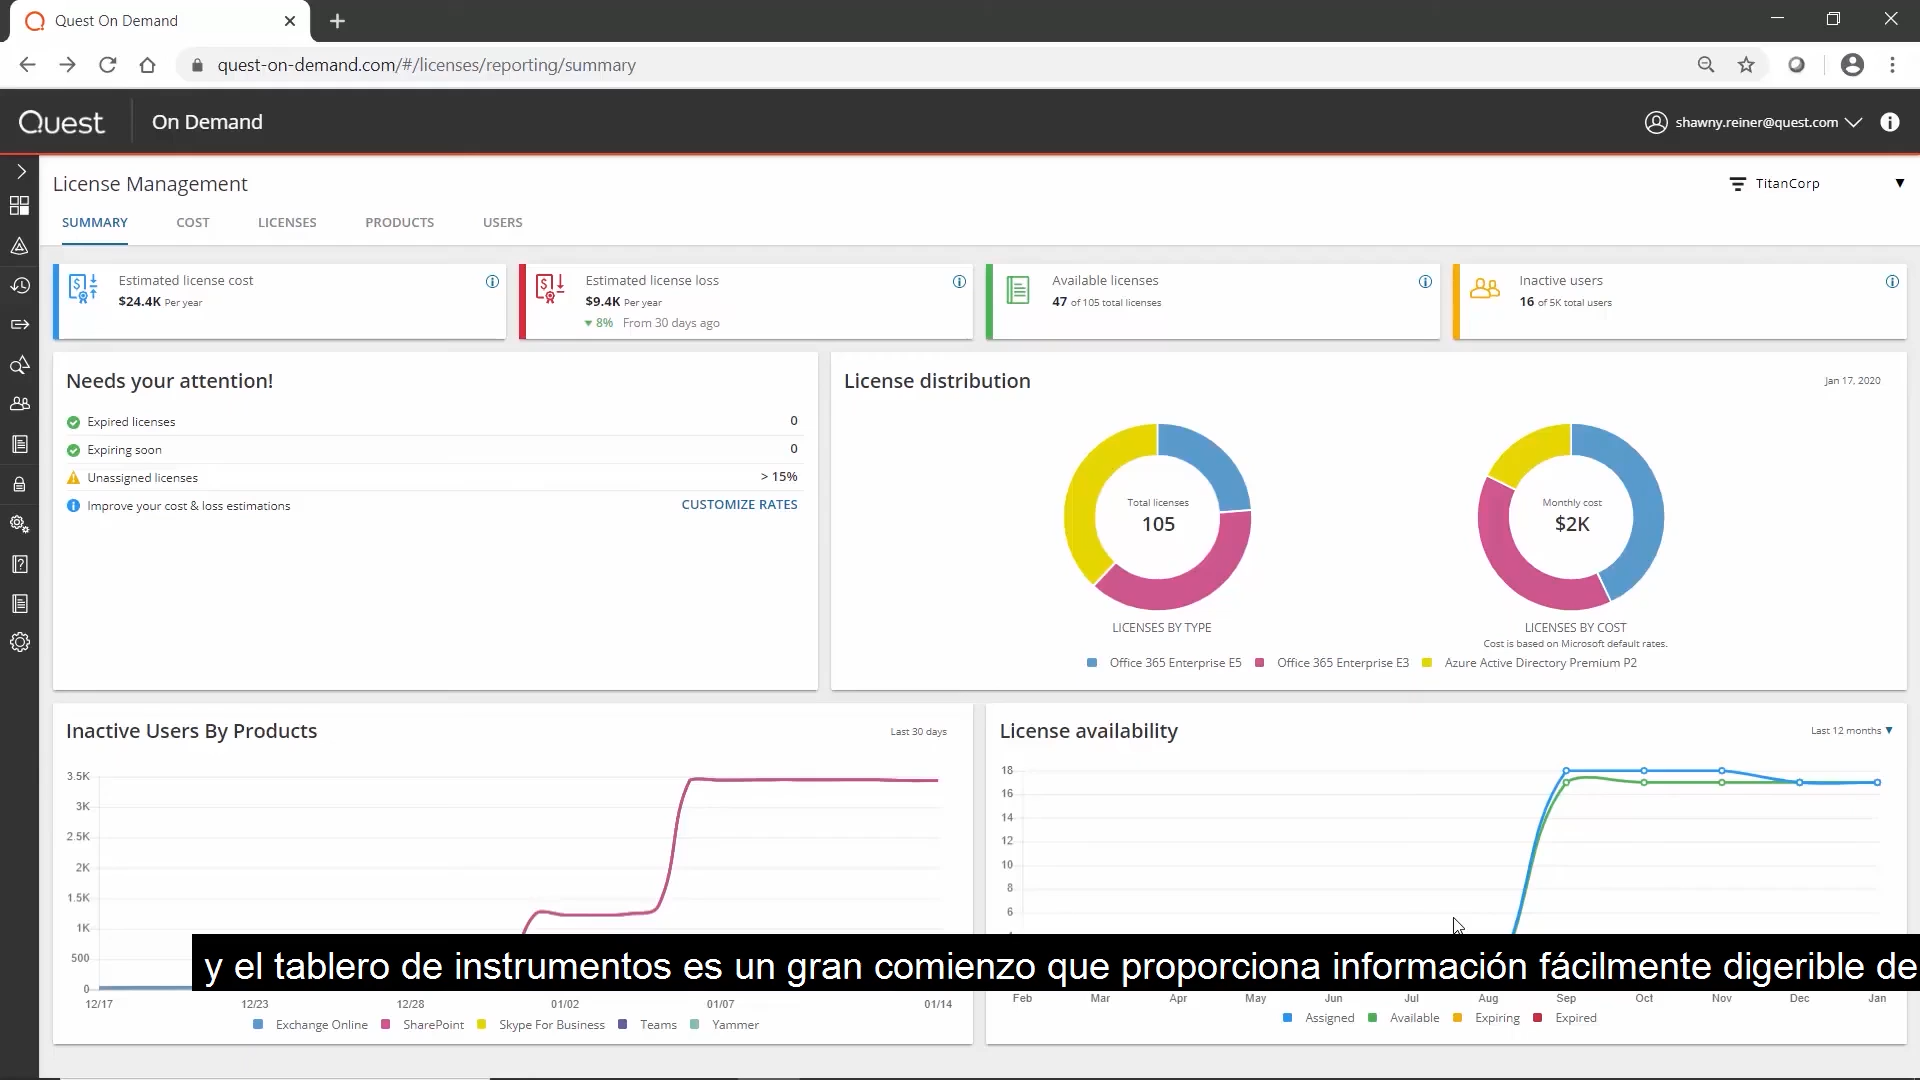 Quest On Demand
quest-on-demand.com/#/licenses/reporting/summary
Quest
On Demand
shawny.reiner@quest.com
License Management
TitanCorp
SUMMARY COST LICENSES PRODUCTS USERS
Estimated license cost
$24.4K Per year
Estimated license loss
$9.4K Per year
8% From 30 days ago
Available licenses
47 of 105 total licenses
Inactive users
16 of 5K total users
Needs your attention!
Expired licenses 0
Expiring soon 0
Unassigned licenses > 15%
Improve your cost & loss estimations CUSTOMIZE RATES
License distribution
Jan 17, 2020
Total licenses
105
LICENSES BY TYPE
Monthly cost
$2K
LICENSES BY COST
Cost is based on Microsoft default rates.
Office 365 Enterprise E5 Office 365 Enterprise E3 Azure Active Directory Premium P2
Inactive Users By Products
Last 30 days
3.5K
3K
2.5K
2K
1.5K
1K
500
0
12/17 12/23 12/28 01/02 01/07 01/14
Exchange Online SharePoint Skype For Business Teams Yammer
License availability
Last 12 months
18
16
14
12
10
8
6
Feb Mar Apr May Jun Jul Aug Sep Oct Nov Dec Jan
Assigned Available Expiring Expired
y el tablero de instrumentos es un gran comienzo que proporciona información fácilmente digerible de